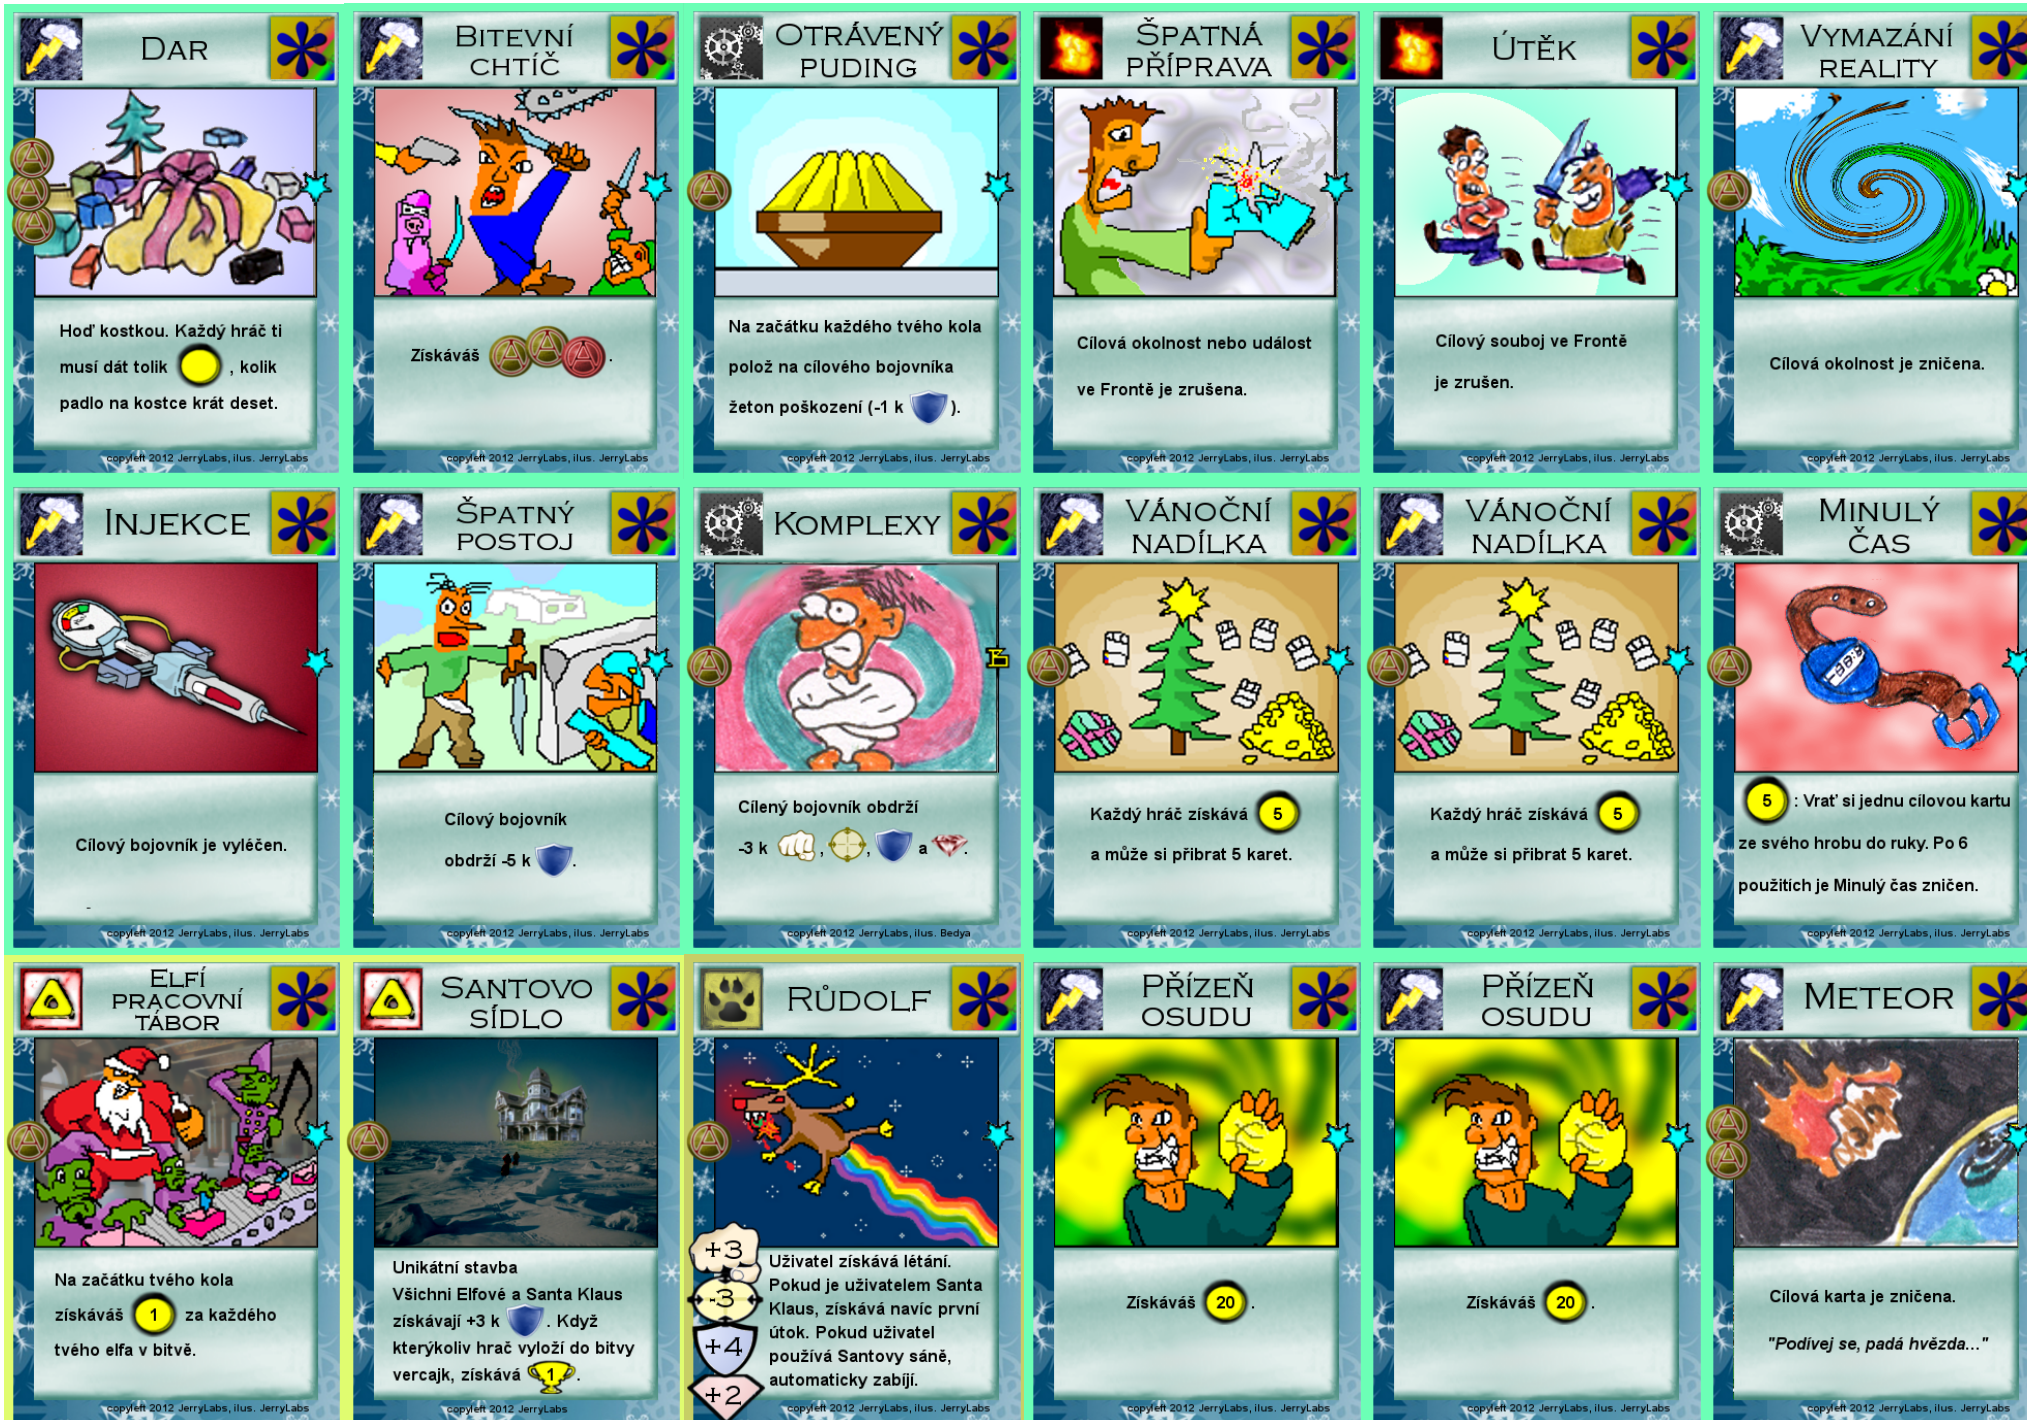 DAR
Hoď kostkou. Každý hráč ti
musí dát tolik , kolik
padlo na kostce krát deset.
copyleft 2012 JerryLabs, ilus. JerryLabs
BITEVNÍ
CHTÍČ
Získáváš .
copyleft 2012 JerryLabs, ilus. JerryLabs
OTRÁVENÝ
PUDING
Na začátku každého tvého kola
polož na cílového bojovníka
žeton poškození (-1 k ).
copyleft 2012 JerryLabs, ilus. JerryLabs
ŠPATNÁ
PŘÍPRAVA
Cílová okolnost nebo událost
ve Frontě je zrušena.
copyleft 2012 JerryLabs, ilus. JerryLabs
ÚTĚK
Cílový souboj ve Frontě
je zrušen.
copyleft 2012 JerryLabs, ilus. JerryLabs
VYMAZÁNÍ
REALITY
Cílová okolnost je zničena.
copyleft 2012 JerryLabs, ilus. JerryLabs
INJEKCE
Cílový bojovník je vyléčen.
-
copyleft 2012 JerryLabs, ilus. JerryLabs
ŠPATNÝ
POSTOJ
Cílový bojovník
obdrží -5 k .
copyleft 2012 JerryLabs, ilus. JerryLabs
KOMPLEXY
Cílený bojovník obdrží
-3 k , , a .
copyleft 2012 JerryLabs, ilus. Bedya
VÁNOČNÍ
NADÍLKA
Každý hráč získává 5
a může si přibrat 5 karet.
copyleft 2012 JerryLabs, ilus. JerryLabs
VÁNOČNÍ
NADÍLKA
Každý hráč získává 5
a může si přibrat 5 karet.
copyleft 2012 JerryLabs, ilus. JerryLabs
MINULÝ
ČAS
5 : Vrať si jednu cílovou kartu
ze svého hrobu do ruky. Po 6
použitích je Minulý čas zničen.
copyleft 2012 JerryLabs, ilus. JerryLabs
ELFÍ
PRACOVNÍ
TÁBOR
Na začátku tvého kola
získáváš 1 za každého
tvého elfa v bitvě.
copyleft 2012 JerryLabs, ilus. JerryLabs
SANTOVO
SÍDLO
Unikátní stavba
Všichni Elfové a Santa Klaus
získávají +3 k . Když
kterýkoliv hrač vyloží do bitvy
vercajk, získává 1 .
copyleft 2012 JerryLabs
RŮDOLF
+3
-3
+4
+2
Uživatel získává létání.
Pokud je uživatelem Santa
Klaus, získává navíc první
útok. Pokud uživatel
používá Santovy sáně,
automaticky zabíjí.
copyleft 2012 JerryLabs, ilus. JerryLabs
PŘÍZEŇ
OSUDU
Získáváš 20 .
copyleft 2012 JerryLabs, ilus. JerryLabs
PŘÍZEŇ
OSUDU
Získáváš 20 .
copyleft 2012 JerryLabs, ilus. JerryLabs
METEOR
Cílová karta je zničena.
"Podívej se, padá hvězda..."
copyleft 2012 JerryLabs, ilus. JerryLabs